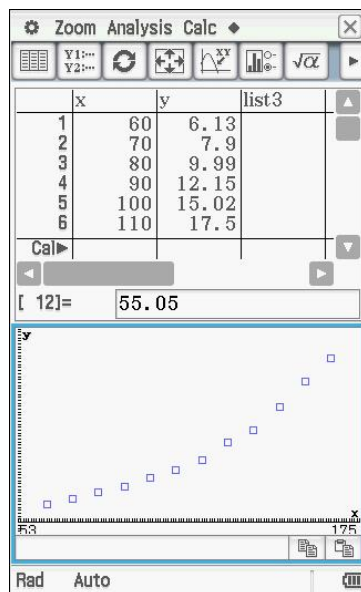 Zoom Analysis Calc
Y1:···
Y2:···
XY
√α
x y list3
1 60 6.13
2 70 7.9
3 80 9.99
4 90 12.15
5 100 15.02
6 110 17.5
Cal▶
[ 12]= 55.05
y
x
53 175
Rad Auto